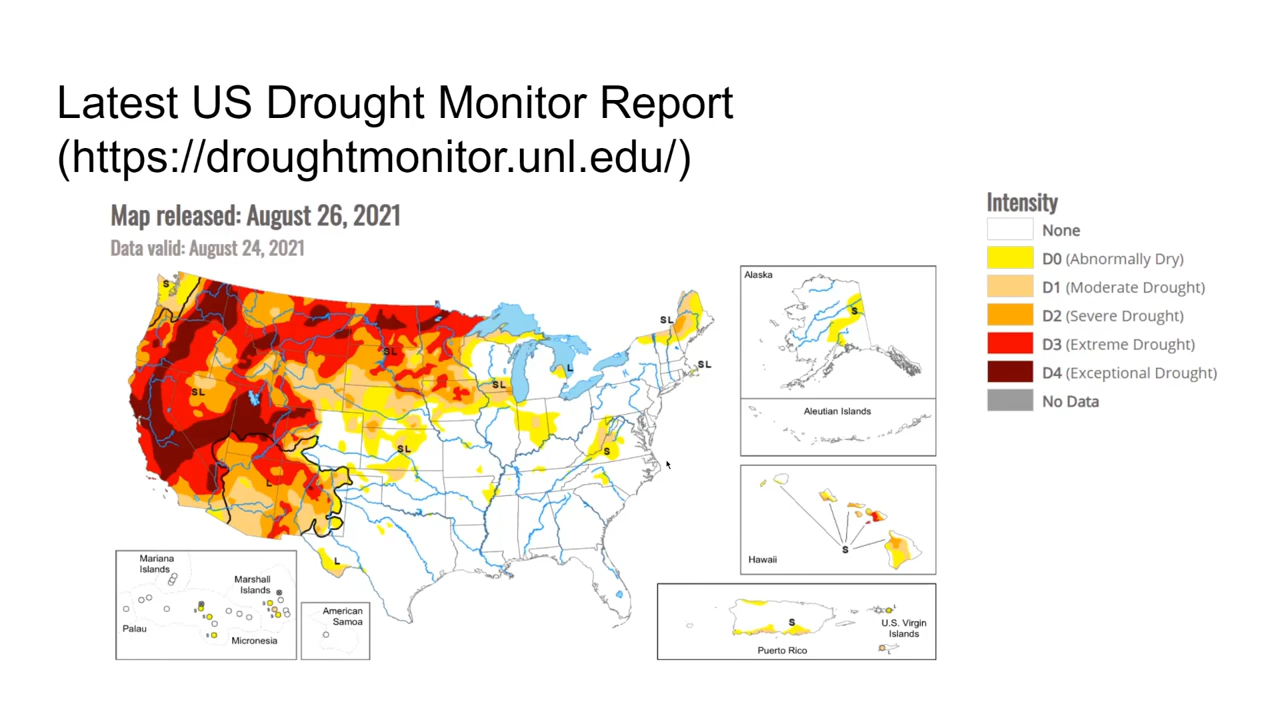 Latest US Drought Monitor Report
(https://droughtmonitor.unl.edu/)
Map released: August 26, 2021
Data valid: August 24, 2021
Intensity
None
D0 (Abnormally Dry)
D1 (Moderate Drought)
D2 (Severe Drought)
D3 (Extreme Drought)
D4 (Exceptional Drought)
No Data
S
SL
SL
SL
SL
SL
SL
L
L
S
L
Alaska
S
Aleutian Islands
S
Hawaii
Mariana
Islands
Marshall
Islands
Palau
Micronesia
American
Samoa
S
Puerto Rico
L
U.S. Virgin
Islands
L